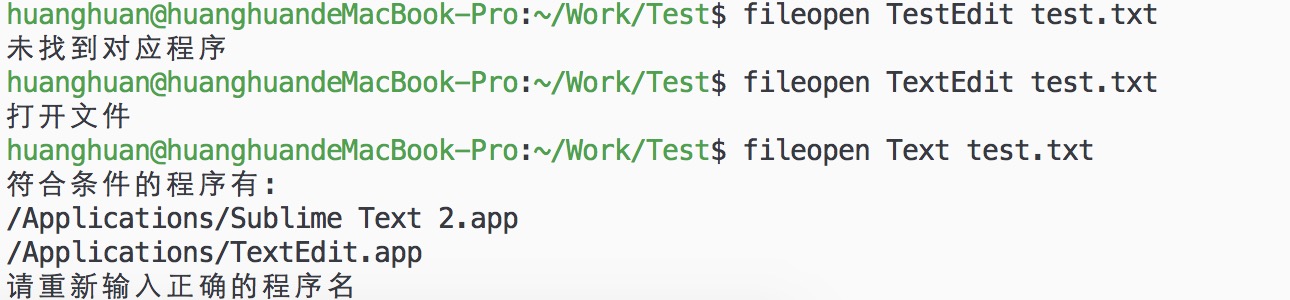 huanghuan@huanghuandeMacBook-Pro:~/Work/Test$ fileopen TestEdit test.txt
未找到对应程序
huanghuan@huanghuandeMacBook-Pro:~/Work/Test$ fileopen TextEdit test.txt
打开文件
huanghuan@huanghuandeMacBook-Pro:~/Work/Test$ fileopen Text test.txt
符合条件的程序有:
/Applications/Sublime Text 2.app
/Applications/TextEdit.app
请重新输入正确的程序名